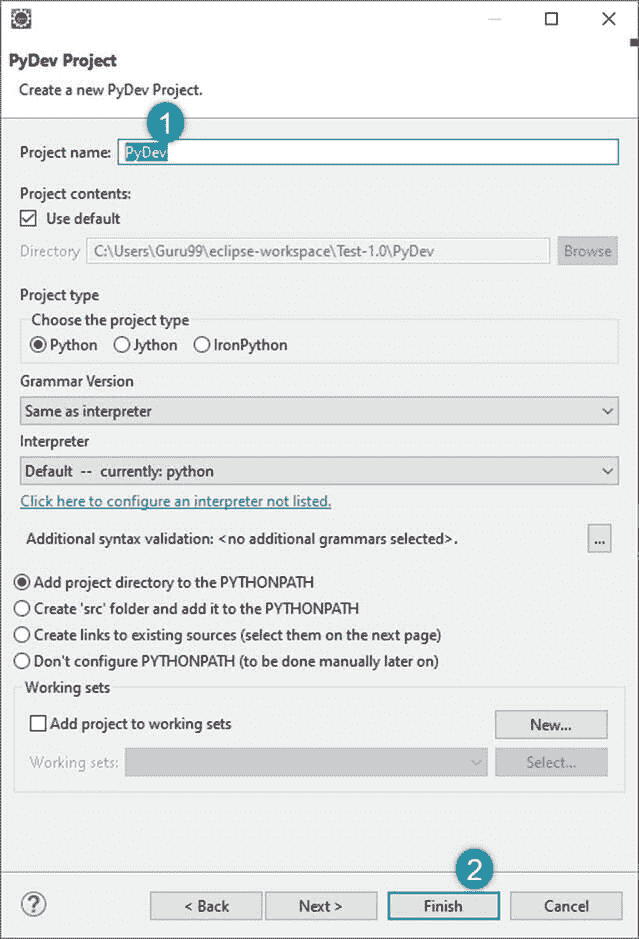 PyDev Project
Create a new PyDev Project.
1
Project name: PyDev
Project contents:
Use default
Directory C:\Users\Guru99\eclipse-workspace\Test-1.0\PyDev Browse
Project type
Choose the project type
Python Jython IronPython
Grammar Version
Same as interpreter
Interpreter
Default -- currently: python
Click here to configure an interpreter not listed.
Additional syntax validation: <no additional grammars selected>. ...
Add project directory to the PYTHONPATH
Create 'src' folder and add it to the PYTHONPATH
Create links to existing sources (select them on the next page)
Don't configure PYTHONPATH (to be done manually later on)
Working sets
Add project to working sets New...
Working sets: Select...
2
? < Back Next > Finish Cancel